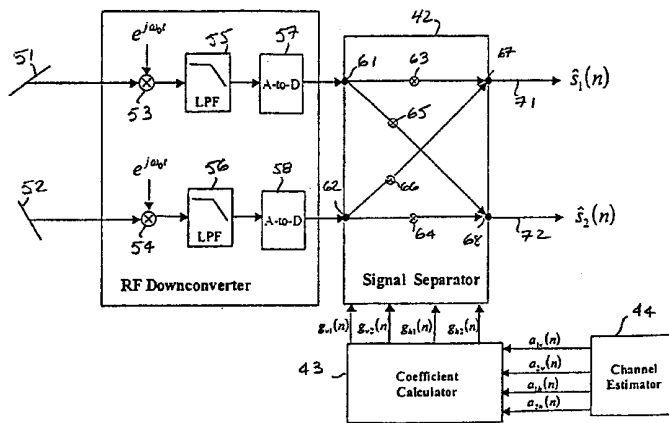 42
57
e^{jω₀t}
55
61
63
67
51
ŝ₁(n)
A-to-D
53
LPF
71
65
e^{jω₀t}
56
58
62
66
52
ŝ₂(n)
A-to-D
54
LPF
64
68
72
RF Downconverter
Signal Separator
g_{v1}(n) g_{v2}(n) g_{h1}(n) g_{h2}(n)
44
43
Coefficient
Calculator
a_{1v}(n)
a_{2v}(n)
a_{1h}(n)
a_{2h}(n)
Channel
Estimator